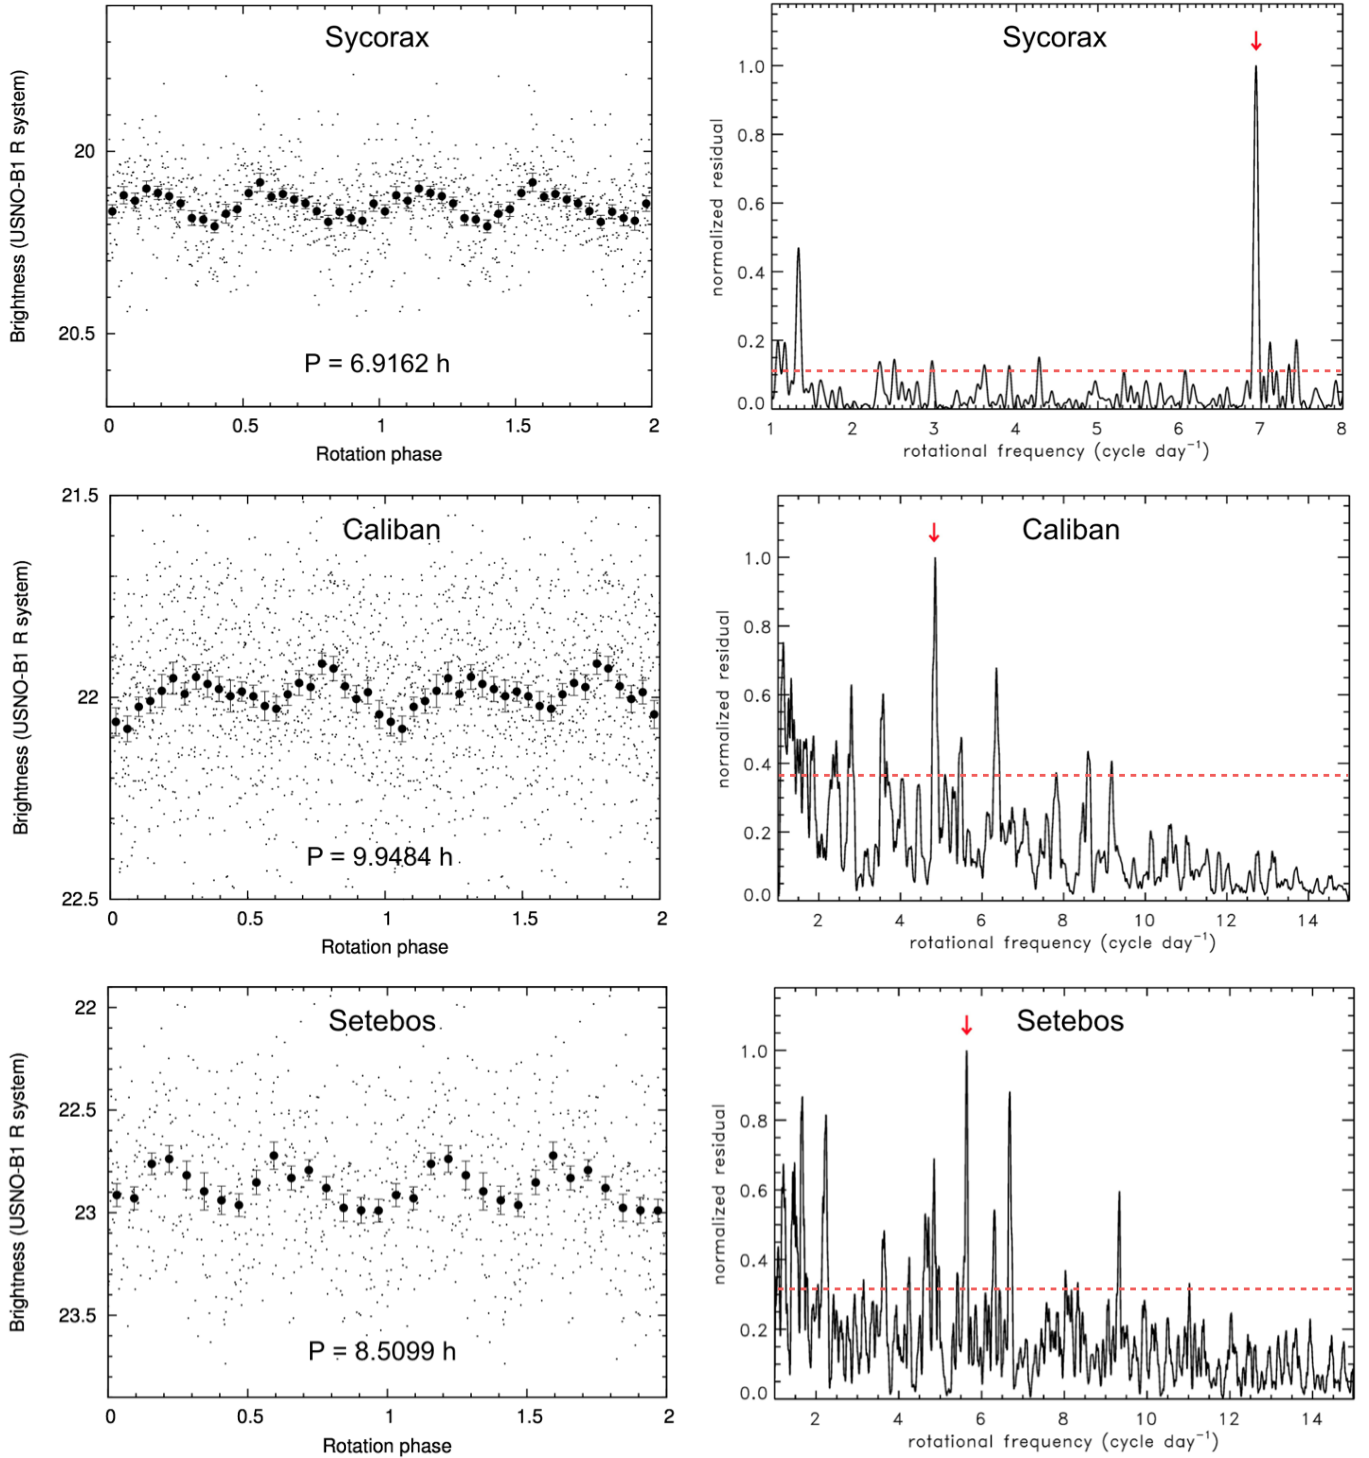 Sycorax
Brightness (USNO-B1 R system)
20
20.5
P = 6.9162 h
0 0.5 1 1.5 2
Rotation phase
Sycorax
normalized residual
1.0
0.8
0.6
0.4
0.2
0.0
1 2 3 4 5 6 7 8
rotational frequency (cycle day⁻¹)
Caliban
Brightness (USNO-B1 R system)
21.5
22
22.5
P = 9.9484 h
0 0.5 1 1.5 2
Rotation phase
Caliban
normalized residual
1.0
0.8
0.6
0.4
0.2
0.0
2 4 6 8 10 12 14
rotational frequency (cycle day⁻¹)
Setebos
Brightness (USNO-B1 R system)
22
22.5
23
23.5
P = 8.5099 h
0 0.5 1 1.5 2
Rotation phase
Setebos
normalized residual
1.0
0.8
0.6
0.4
0.2
0.0
2 4 6 8 10 12 14
rotational frequency (cycle day⁻¹)